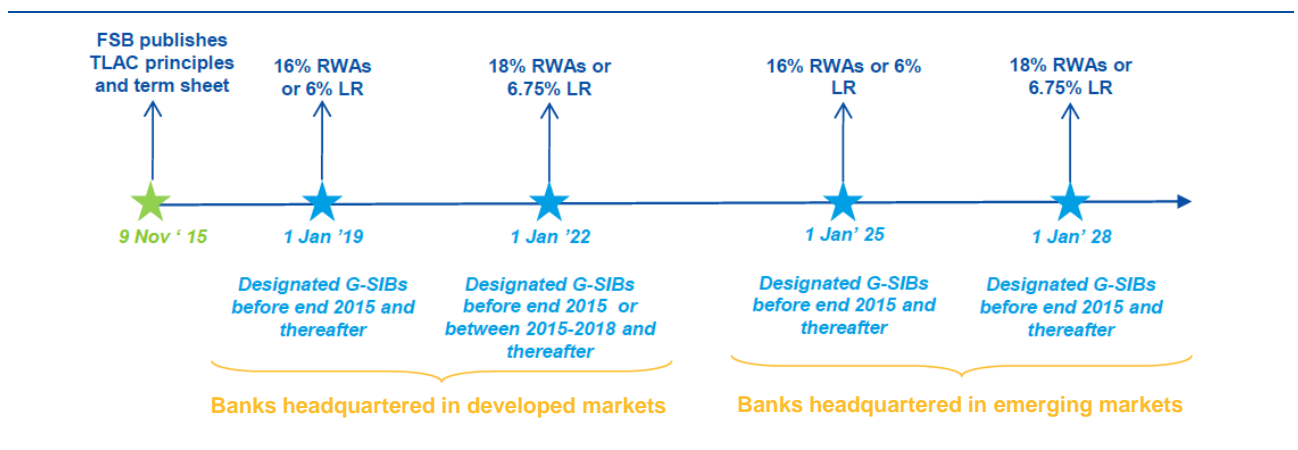 FSB publishes
TLAC principles
and term sheet
16% RWAs
or 6% LR
18% RWAs or
6.75% LR
16% RWAs or 6%
LR
18% RWAs or
6.75% LR
9 Nov ‘ 15
1 Jan ’19
1 Jan ’22
1 Jan’ 25
1 Jan’ 28
Designated G-SIBs
before end 2015 and
thereafter
Designated G-SIBs
before end 2015 or
between 2015-2018 and
thereafter
Designated G-SIBs
before end 2015 and
thereafter
Designated G-SIBs
before end 2015 and
thereafter
Banks headquartered in developed markets
Banks headquartered in emerging markets